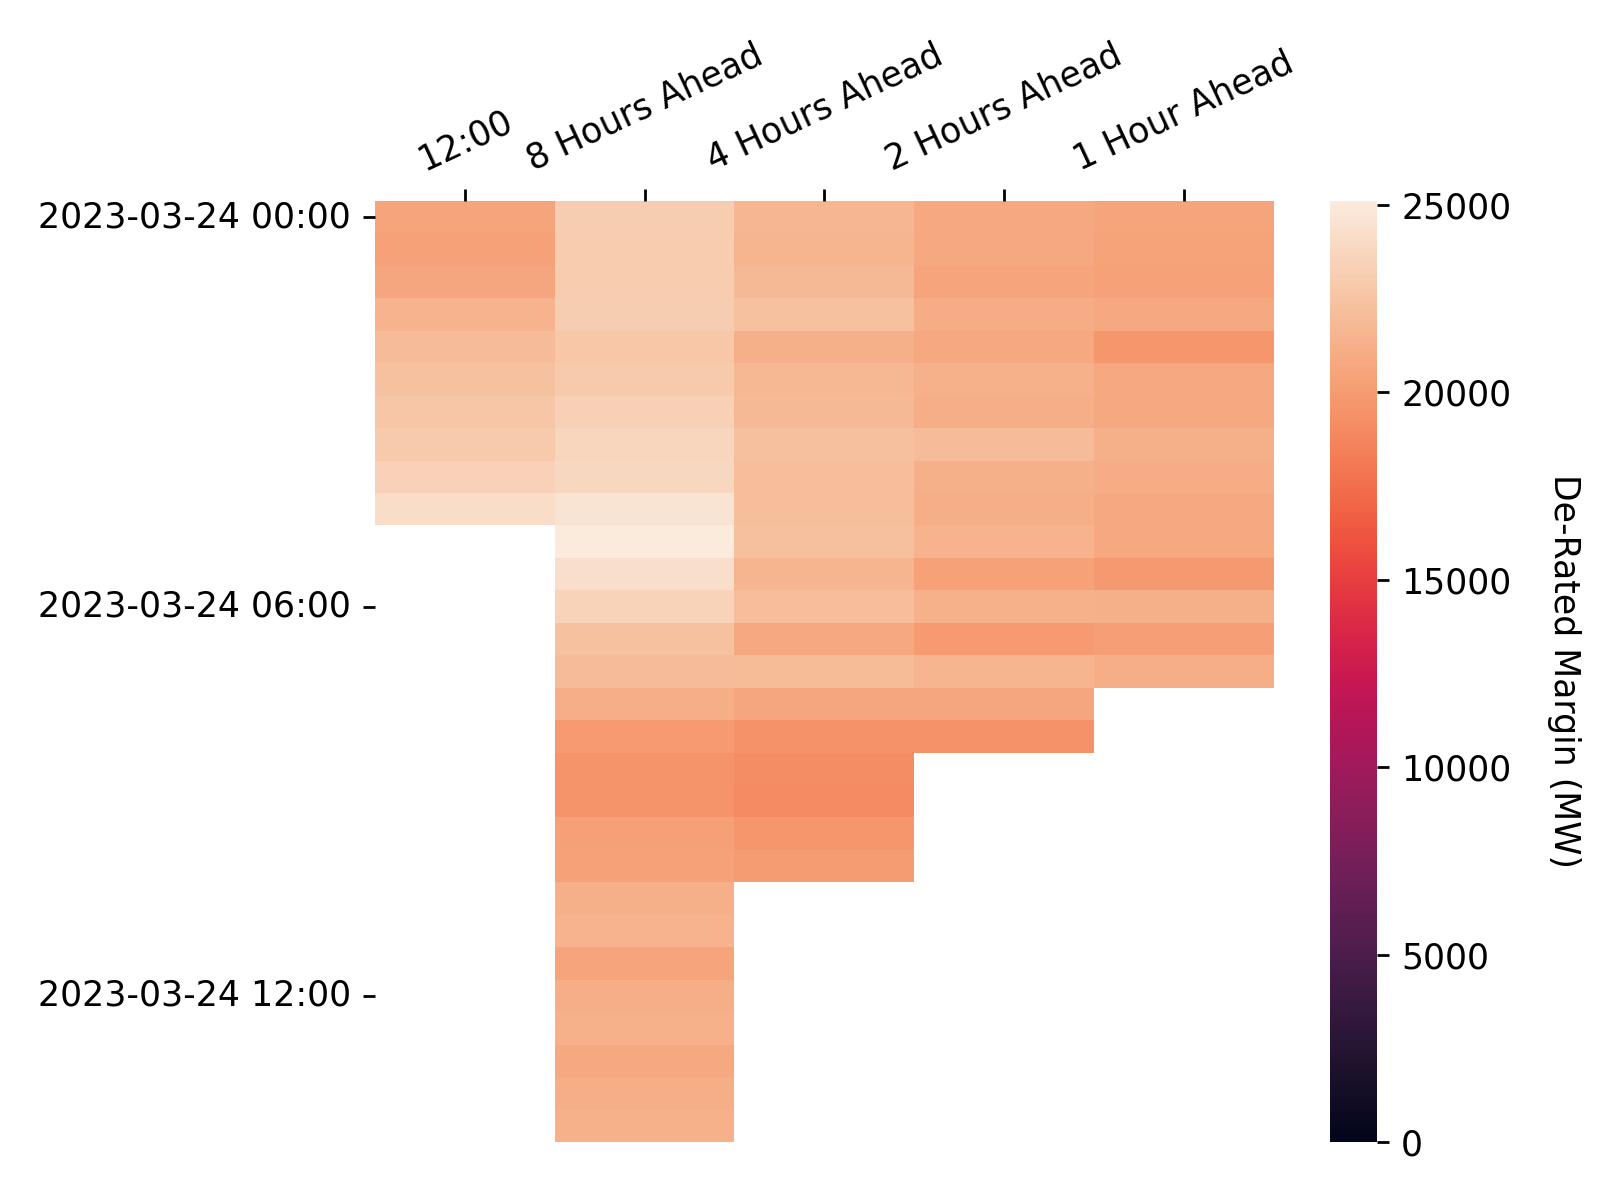 12:00
8 Hours Ahead
4 Hours Ahead
2 Hours Ahead
1 Hour Ahead
2023-03-24 00:00
2023-03-24 06:00
2023-03-24 12:00
25000
20000
15000
10000
5000
0
De-Rated Margin (MW)